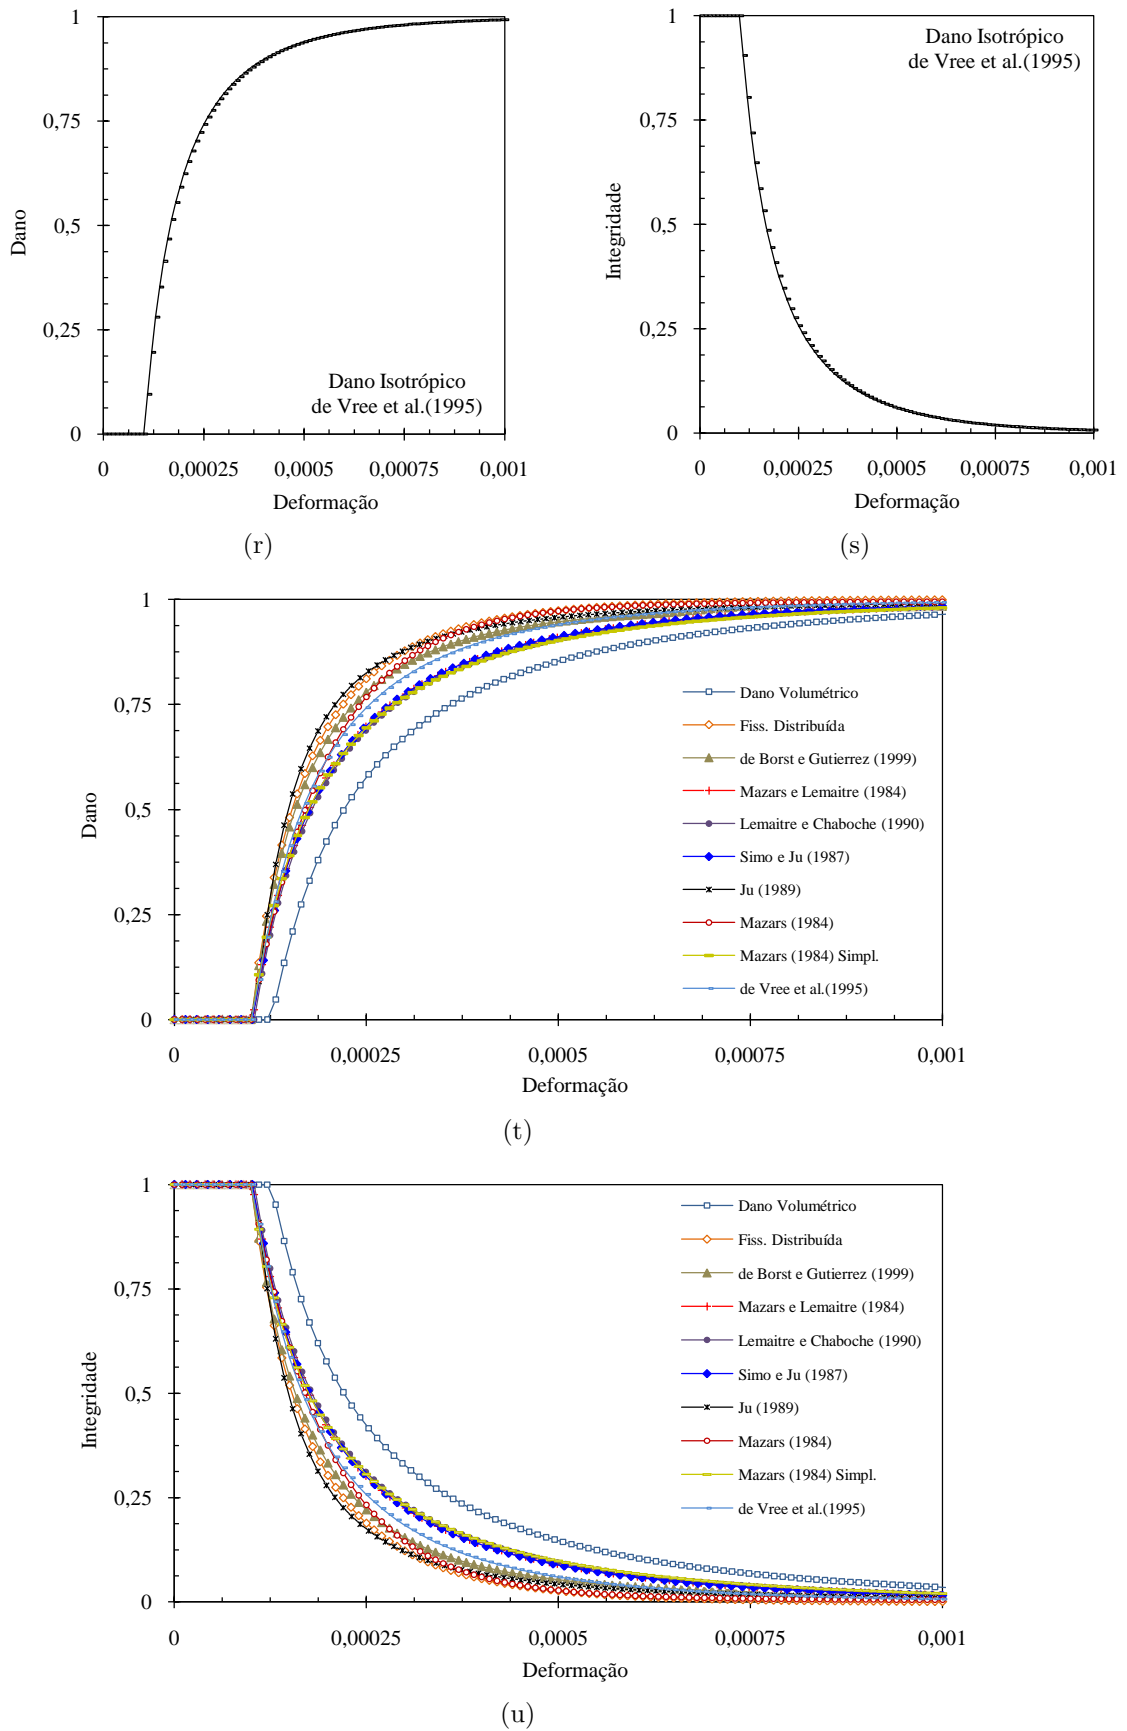 1
0,75
0,5
0,25
0
Dano
Dano Isotrópico
de Vree et al.(1995)
0
0,00025
0,0005
0,00075
0,001
Deformação
(r)
1
0,75
0,5
0,25
0
Integridade
Dano Isotrópico
de Vree et al.(1995)
0
0,00025
0,0005
0,00075
0,001
Deformação
(s)
1
0,75
0,5
0,25
0
Dano
Dano Volumétrico
Fiss. Distribuída
de Borst e Gutierrez (1999)
Mazars e Lemaitre (1984)
Lemaitre e Chaboche (1990)
Simo e Ju (1987)
Ju (1989)
Mazars (1984)
Mazars (1984) Simpl.
de Vree et al.(1995)
0
0,00025
0,0005
0,00075
0,001
Deformação
(t)
1
0,75
0,5
0,25
0
Integridade
Dano Volumétrico
Fiss. Distribuída
de Borst e Gutierrez (1999)
Mazars e Lemaitre (1984)
Lemaitre e Chaboche (1990)
Simo e Ju (1987)
Ju (1989)
Mazars (1984)
Mazars (1984) Simpl.
de Vree et al.(1995)
0
0,00025
0,0005
0,00075
0,001
Deformação
(u)